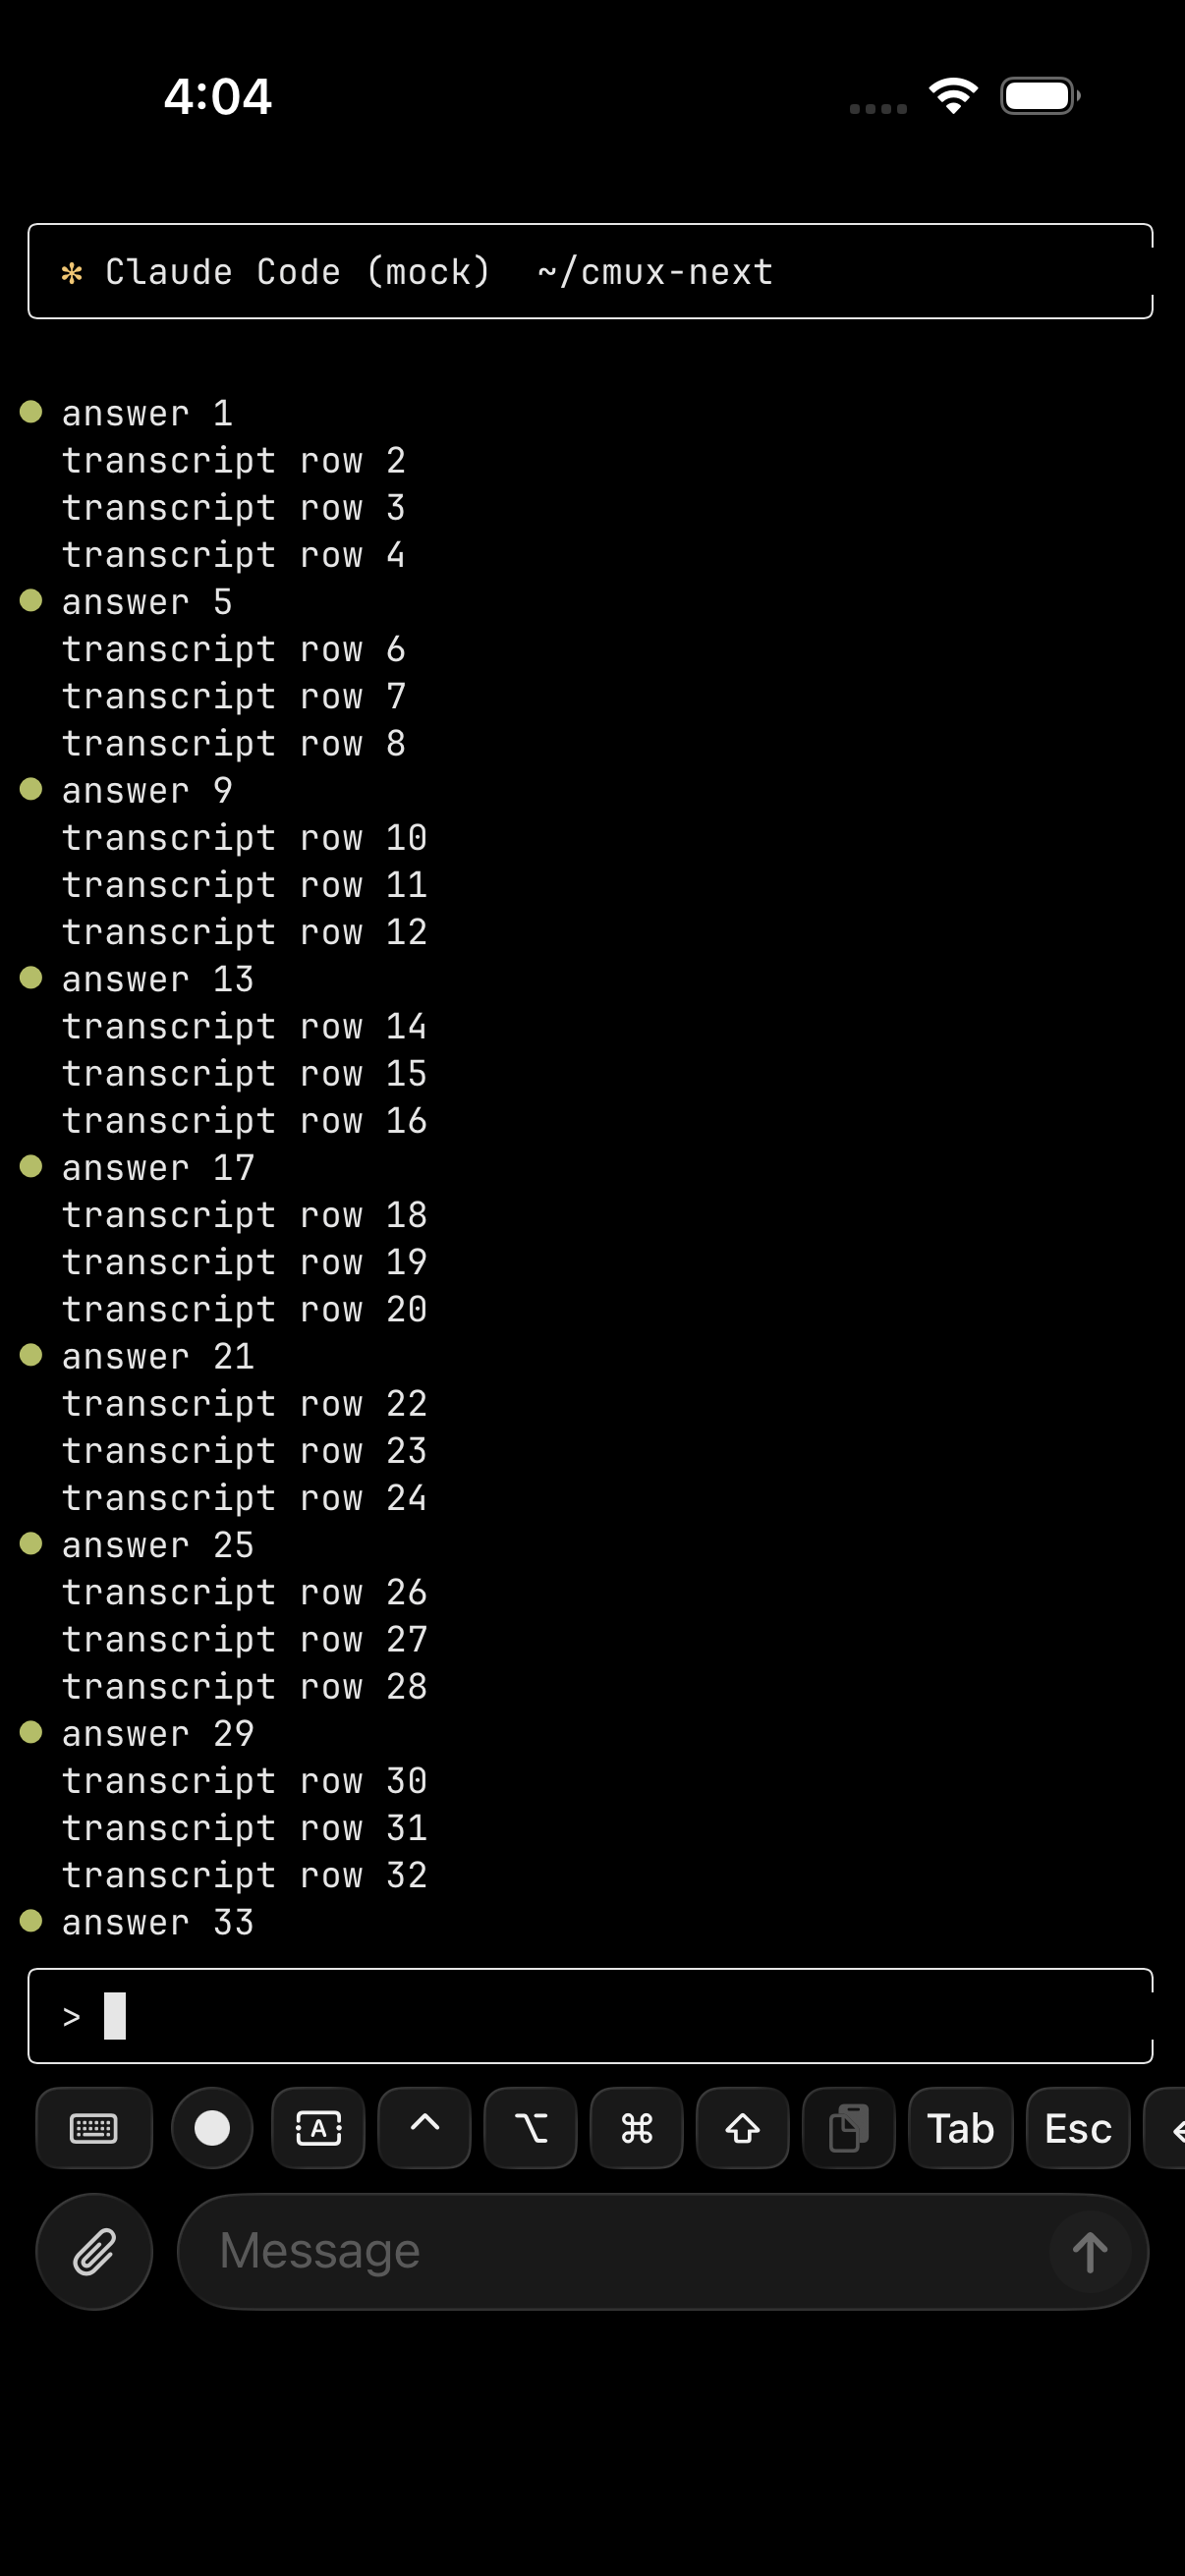 4:04
✻ Claude Code (mock)  ~/cmux-next
● answer 1
transcript row 2
transcript row 3
transcript row 4
● answer 5
transcript row 6
transcript row 7
transcript row 8
● answer 9
transcript row 10
transcript row 11
transcript row 12
● answer 13
transcript row 14
transcript row 15
transcript row 16
● answer 17
transcript row 18
transcript row 19
transcript row 20
● answer 21
transcript row 22
transcript row 23
transcript row 24
● answer 25
transcript row 26
transcript row 27
transcript row 28
● answer 29
transcript row 30
transcript row 31
transcript row 32
● answer 33
>
A ^ ⌥ ⌘ ⇧ Tab Esc
Message